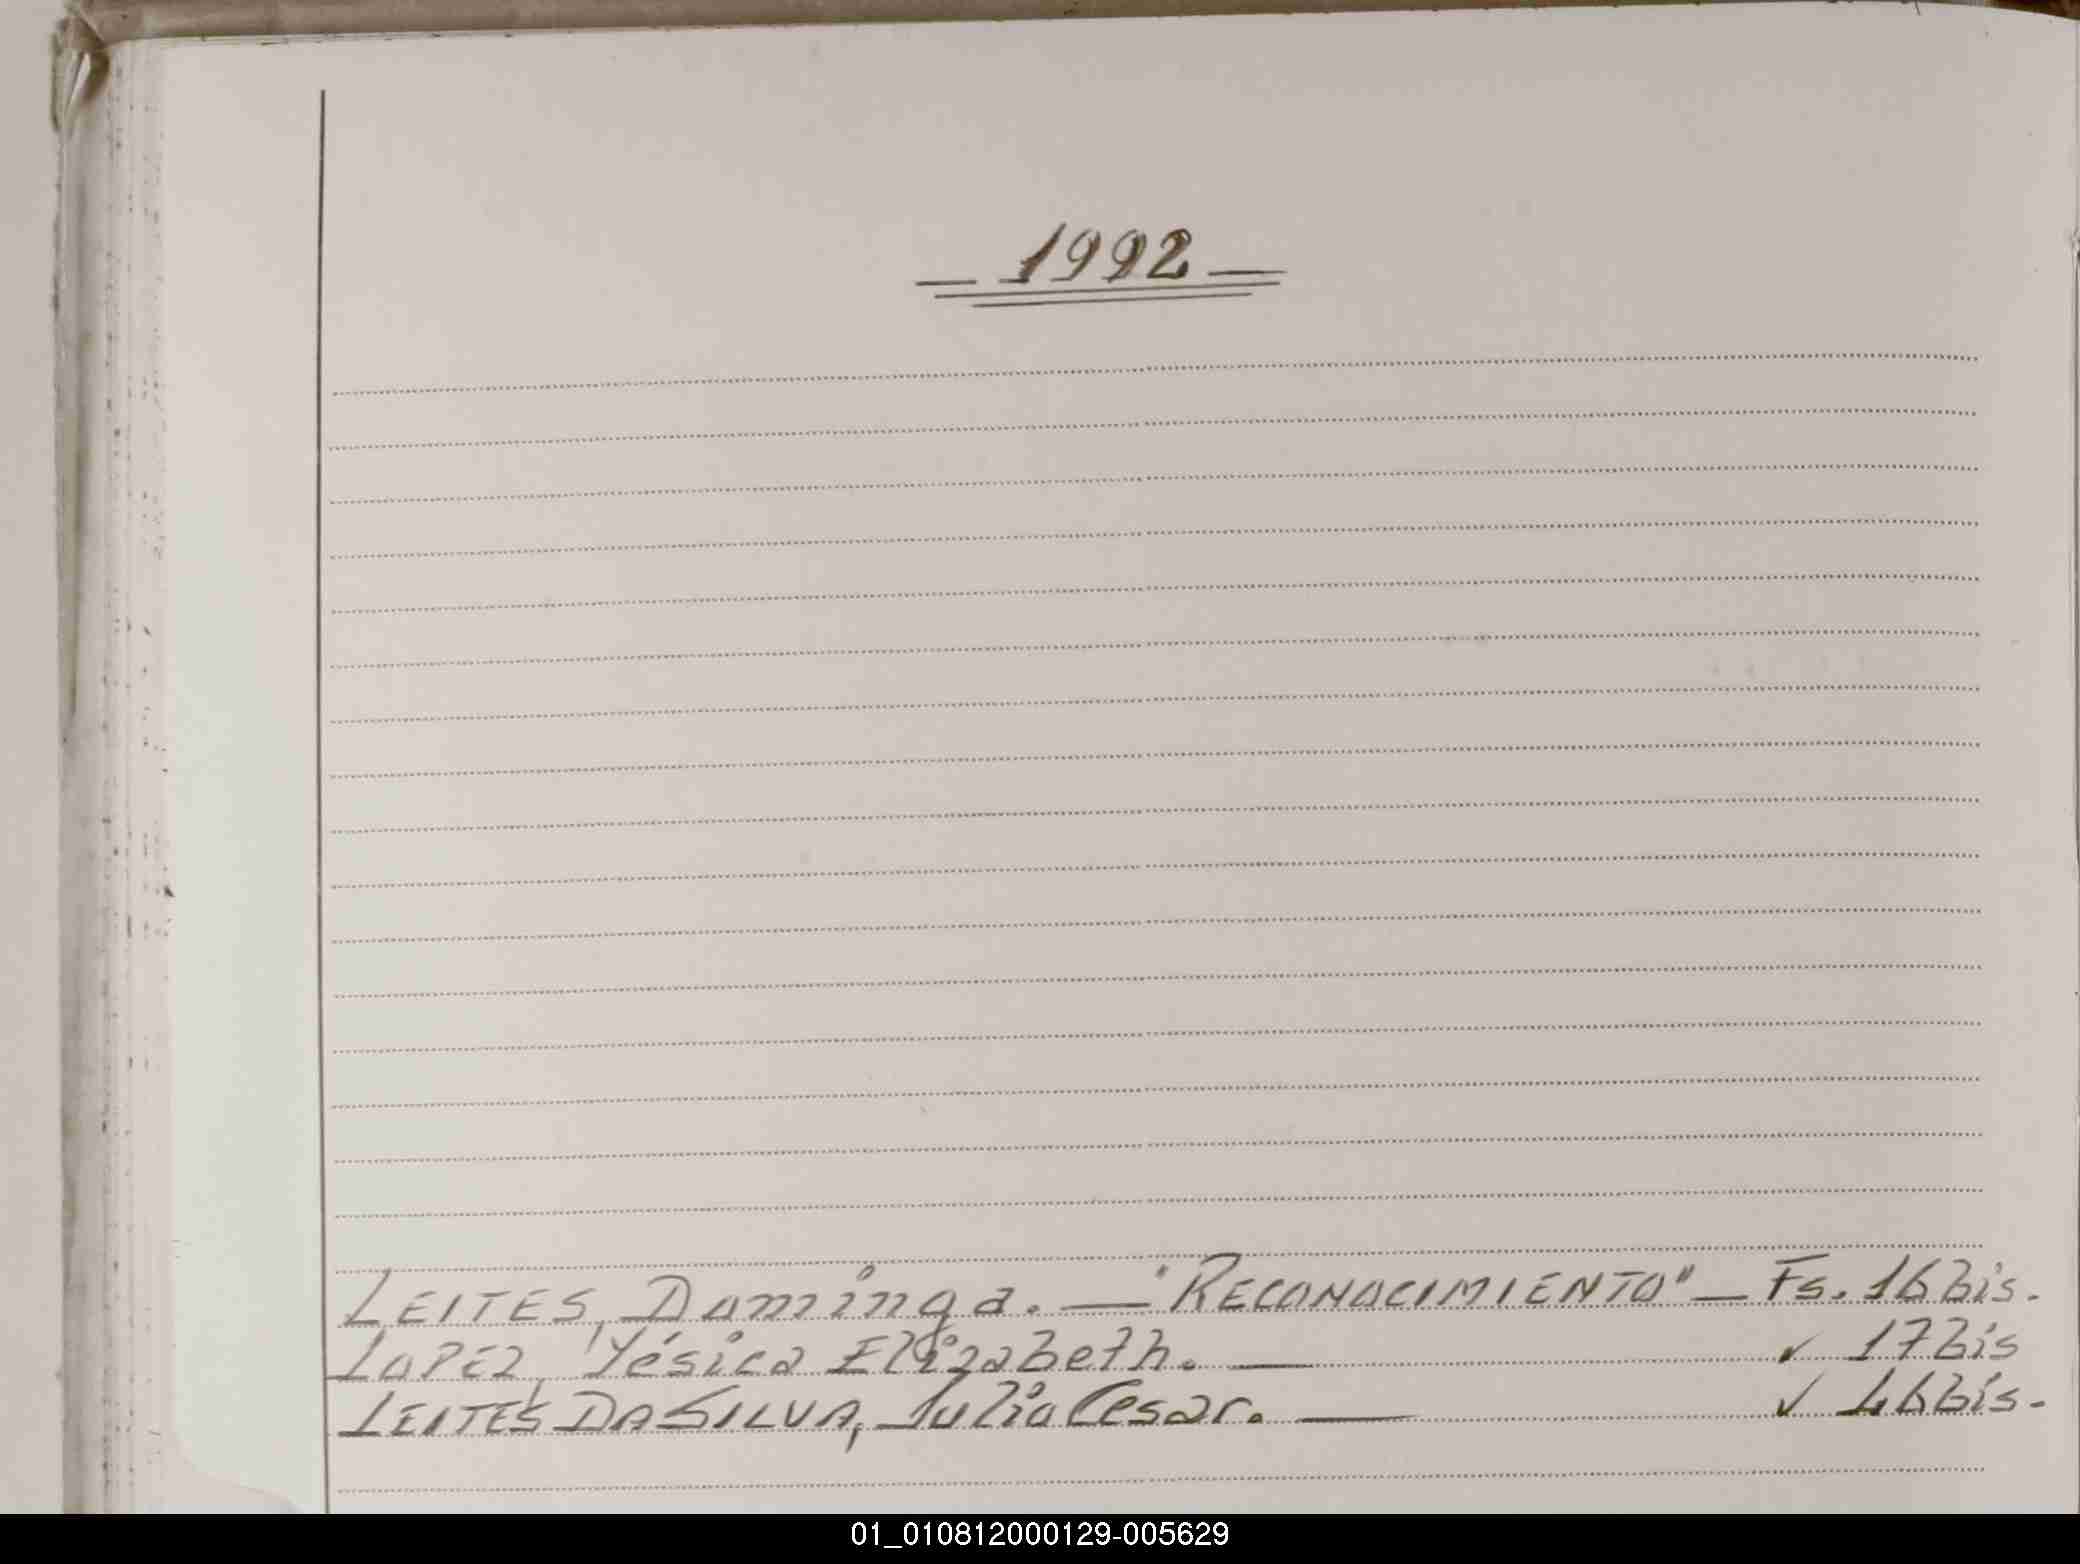 — 1992 —
LEITES, Dominga. — "RECONOCIMIENTO" — Fs. 16 bis.
LOPEZ, Yésica Elizabeth. — ✓ 17 bis
LEITES DA SILVA, Julio Cesar. — ✓ 46 bis.
01_010812000129-005629